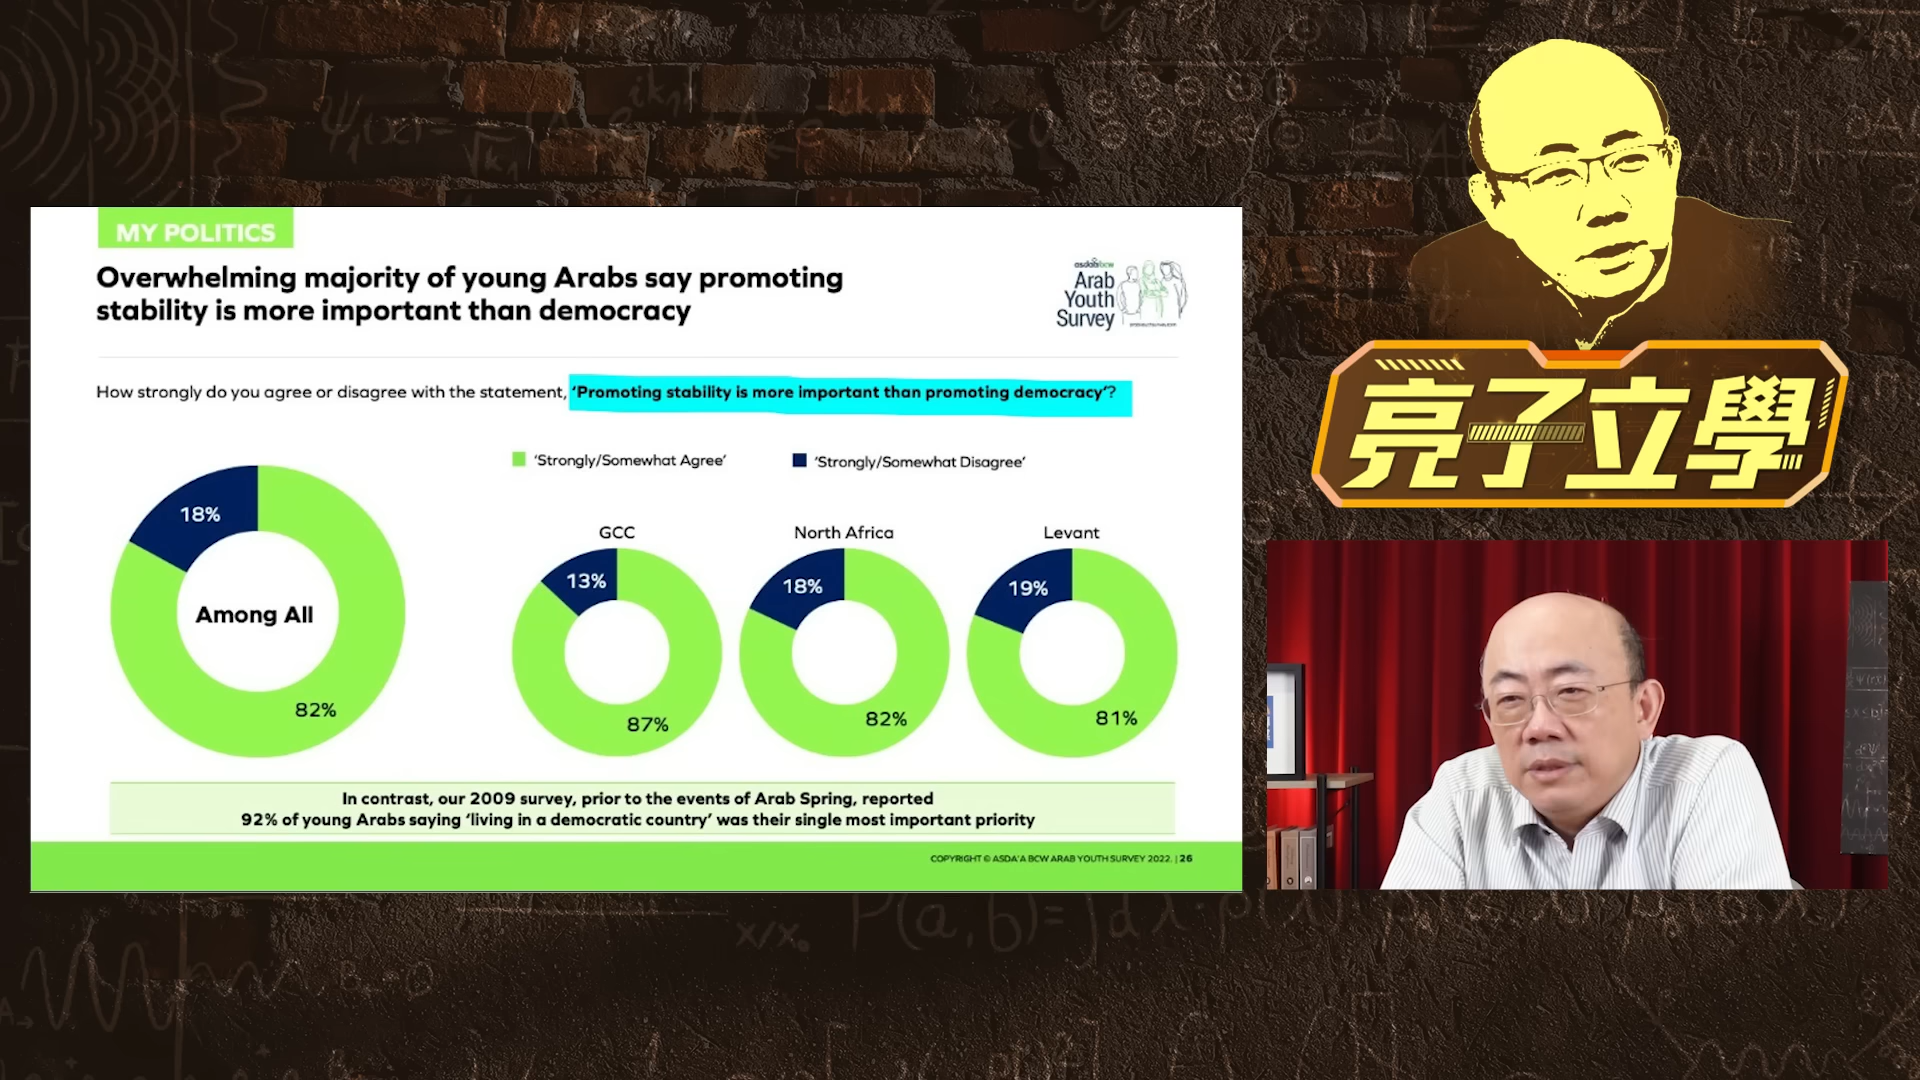 MY POLITICS
Overwhelming majority of young Arabs say promoting
stability is more important than democracy
asda'a bcw
Arab
Youth
Survey
How strongly do you agree or disagree with the statement, 'Promoting stability is more important than promoting democracy'?
'Strongly/Somewhat Agree'
'Strongly/Somewhat Disagree'
GCC
North Africa
Levant
18%
13%
18%
19%
Among All
82%
87%
82%
81%
In contrast, our 2009 survey, prior to the events of Arab Spring, reported
92% of young Arabs saying 'living in a democratic country' was their single most important priority
COPYRIGHT © ASDA'A BCW ARAB YOUTH SURVEY 2022. | 26
亮了立學
P(a,b)=∫dλ·ρ(
x/x₀